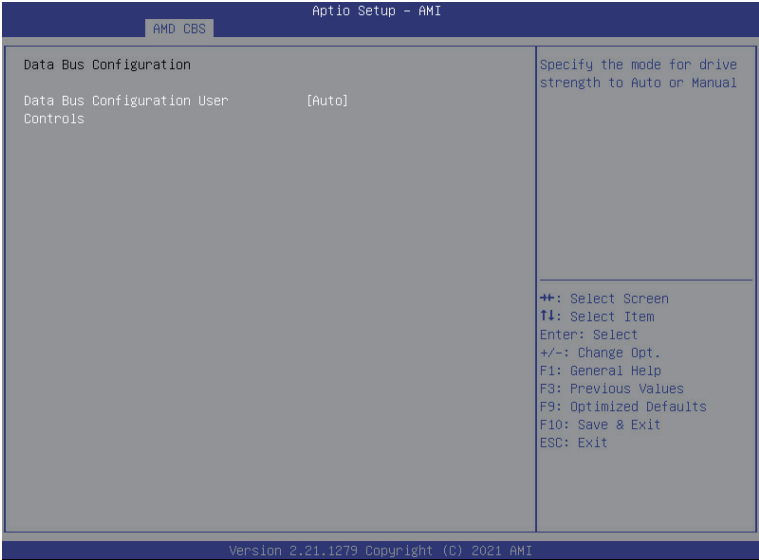 Aptio Setup – AMI
AMD CBS
Data Bus Configuration
Data Bus Configuration User [Auto]
Controls
Specify the mode for drive
strength to Auto or Manual
→←: Select Screen
↑↓: Select Item
Enter: Select
+/-: Change Opt.
F1: General Help
F3: Previous Values
F9: Optimized Defaults
F10: Save & Exit
ESC: Exit
Version 2.21.1279 Copyright (C) 2021 AMI